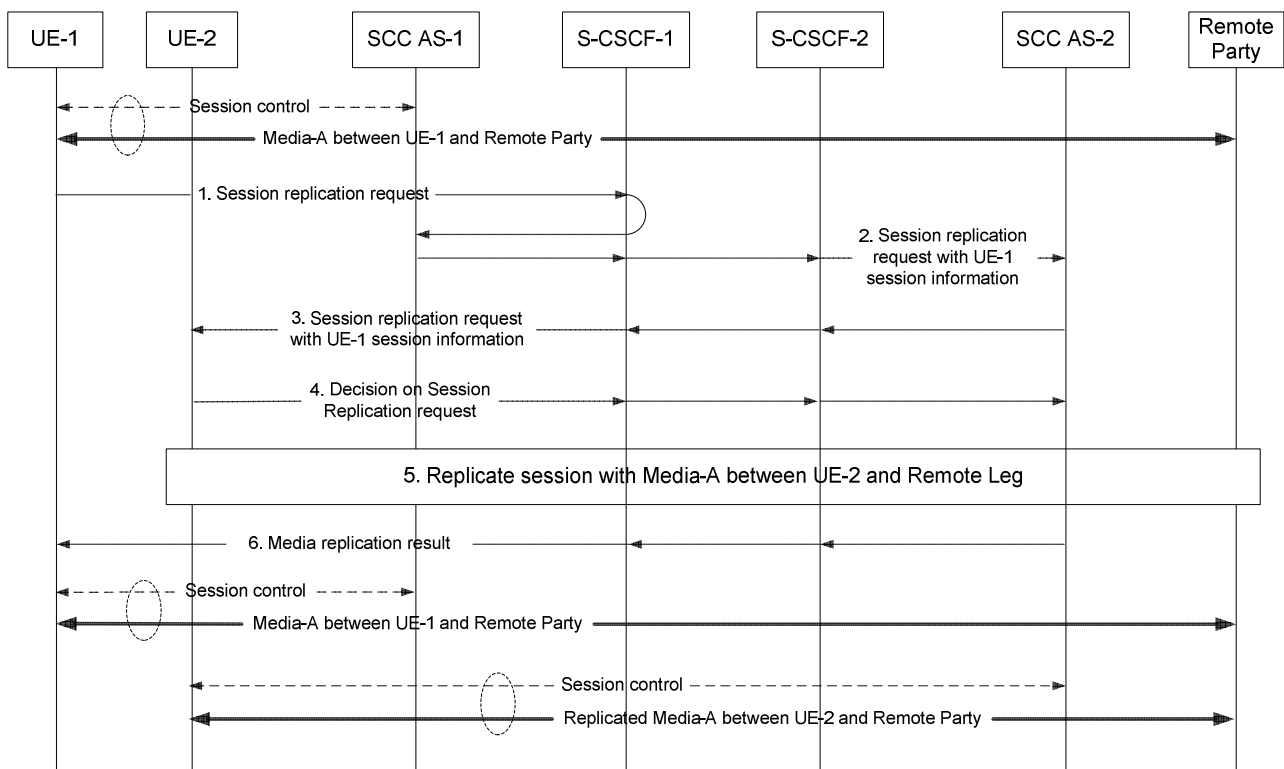 UE-1
UE-2
SCC AS-1
S-CSCF-1
S-CSCF-2
SCC AS-2
Remote
Party
Session control
Media-A between UE-1 and Remote Party
1. Session replication request
2. Session replication
request with UE-1
session information
3. Session replication request
with UE-1 session information
4. Decision on Session
Replication request
5. Replicate session with Media-A between UE-2 and Remote Leg
6. Media replication result
Session control
Media-A between UE-1 and Remote Party
Session control
Replicated Media-A between UE-2 and Remote Party